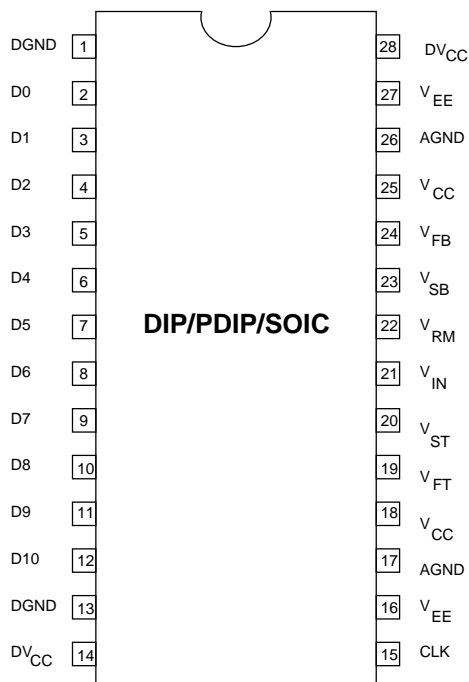 DGND 1 28 DVCC
D0 2 27 VEE
D1 3 26 AGND
D2 4 25 VCC
D3 5 24 VFB
D4 6 23 VSB
D5 7 DIP/PDIP/SOIC 22 VRM
D6 8 21 VIN
D7 9 20 VST
D8 10 19 VFT
D9 11 18 VCC
D10 12 17 AGND
DGND 13 16 VEE
DVCC 14 15 CLK